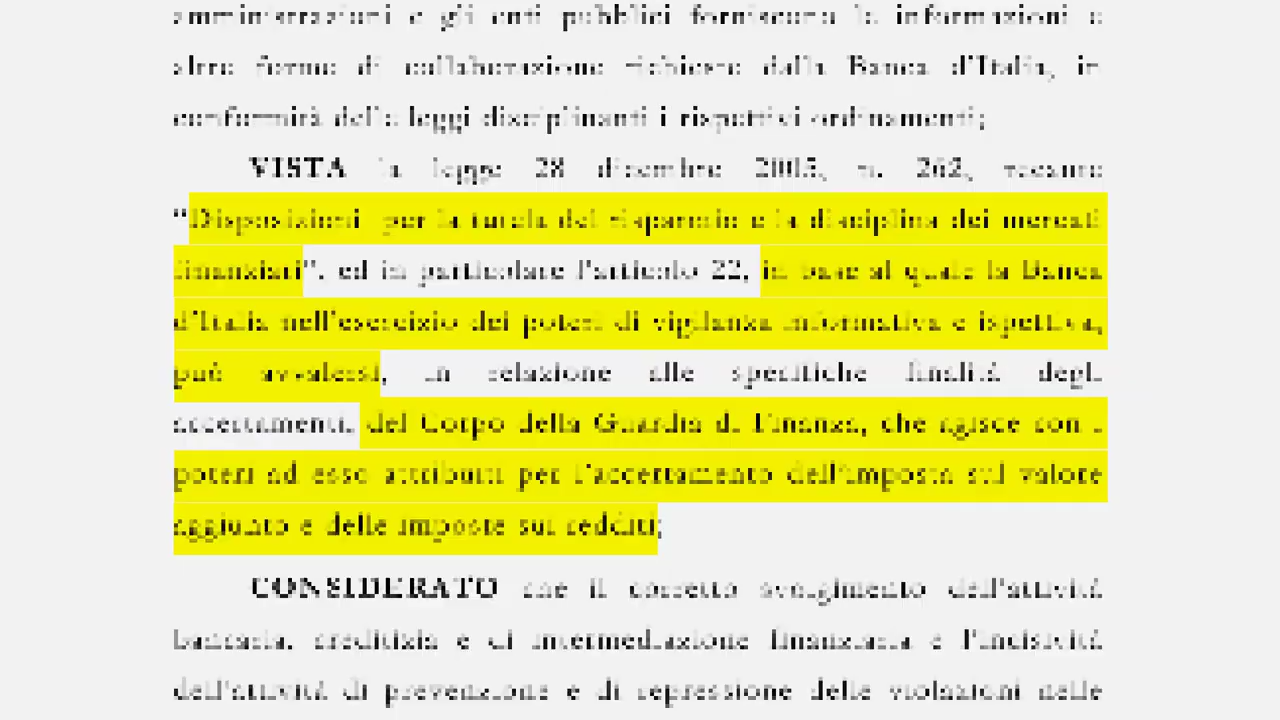 amministrazioni e gli enti pubblici forniscono le informazioni e
altre forme di collaborazione richieste dalla Banca d'Italia, in
conformità delle leggi disciplinanti i rispettivi ordinamenti;
VISTA la legge 28 dicembre 2005, n. 262, recante
"Disposizioni per la tutela del risparmio e la disciplina dei mercati
finanziari", ed in particolare l'articolo 22, in base al quale la Banca
d'Italia nell'esercizio dei poteri di vigilanza informativa e ispettiva,
può avvalersi, in relazione alle specifiche finalità degli
accertamenti, del Corpo della Guardia di Finanza, che agisce con i
poteri ad esso attribuiti per l'accertamento dell'imposta sul valore
aggiunto e delle imposte sui redditi;
CONSIDERATO che il corretto svolgimento dell'attività
bancaria, creditizia e di intermediazione finanziaria e l'incisività
dell'attività di prevenzione e di repressione delle violazioni nelle